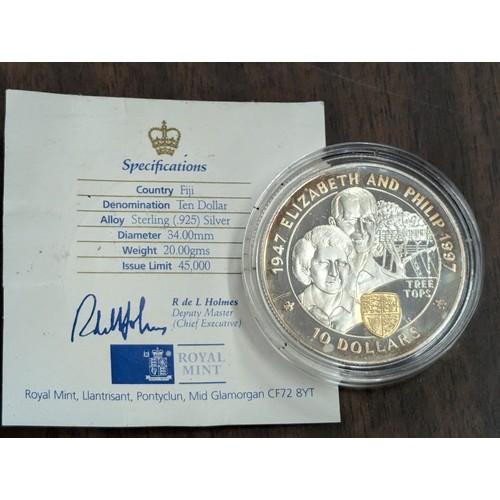 Specifications
Country Fiji
Denomination Ten Dollar
Alloy Sterling (.925) Silver
Diameter 34.00mm
Weight 20.00gms
Issue Limit 45,000
R de L Holmes
Deputy Master
(Chief Executive)
ROYAL
MINT
Royal Mint, Llantrisant, Pontyclun, Mid Glamorgan CF72 8YT
1947 ELIZABETH AND PHILIP 1997
TREE
TOPS
10 DOLLARS